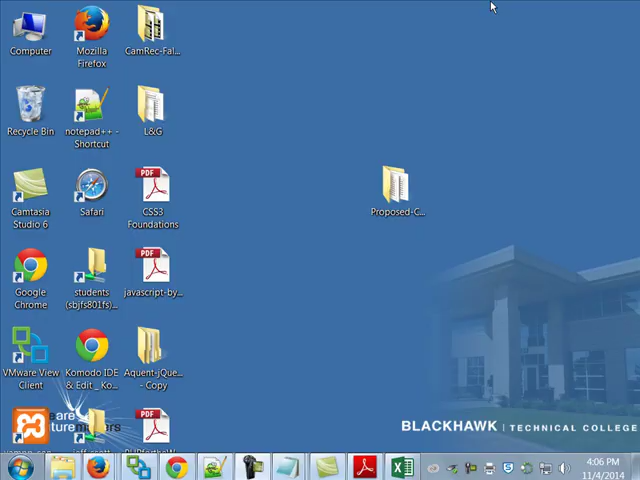 Computer
Mozilla
Firefox
CamRec-Fal...
Recycle Bin
notepad++ -
Shortcut
L&G
Camtasia
Studio 6
Safari
CSS3
Foundations
Proposed-C...
Google
Chrome
students
(sbjfs801fs)...
javascript-by...
VMware View
Client
Komodo IDE
& Edit_ Ko...
Aquent-jQue...
- Copy
BLACKHAWK | TECHNICAL COLLEGE
4:06 PM
11/4/2014